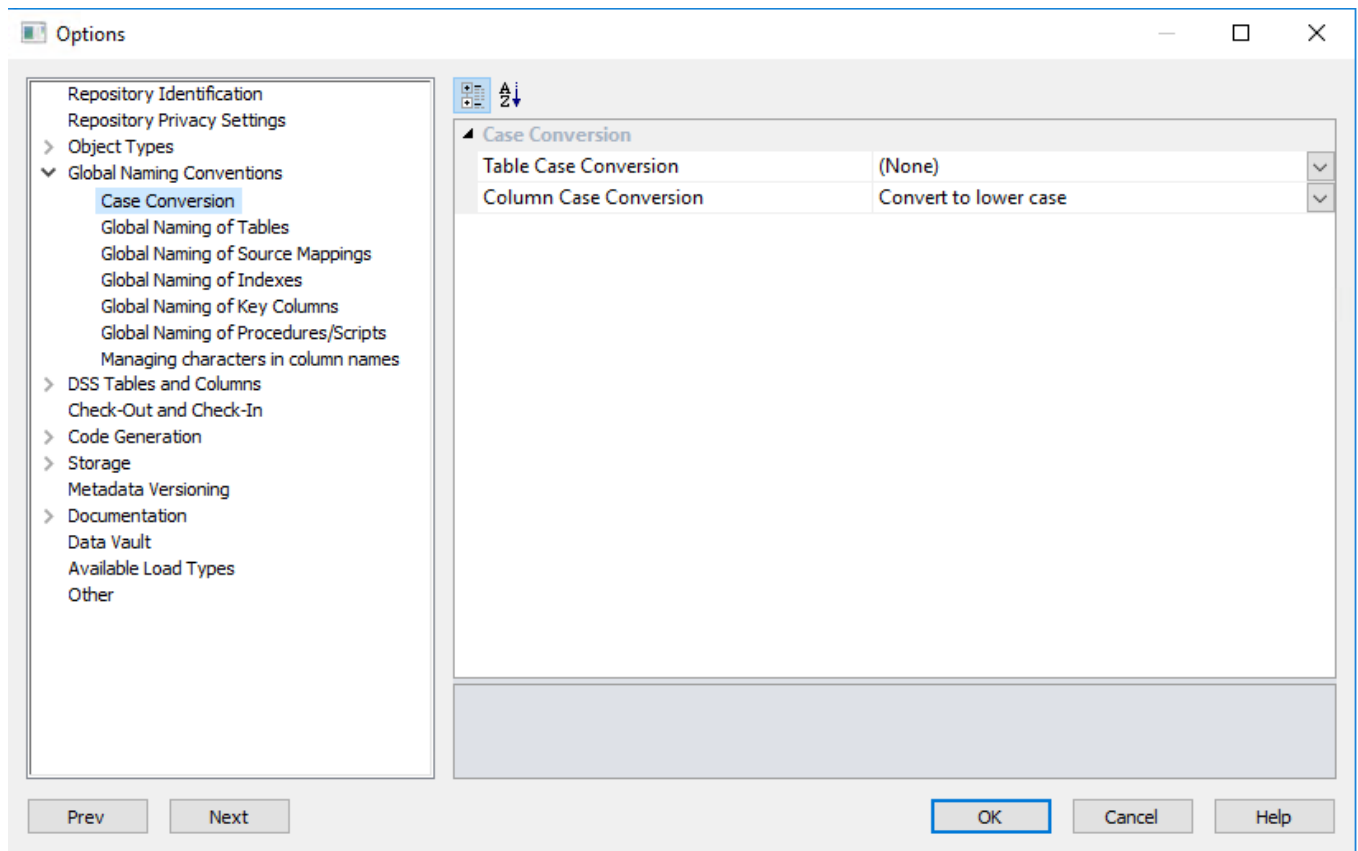 Options
Repository Identification
Repository Privacy Settings
Object Types
Global Naming Conventions
Case Conversion
Global Naming of Tables
Global Naming of Source Mappings
Global Naming of Indexes
Global Naming of Key Columns
Global Naming of Procedures/Scripts
Managing characters in column names
DSS Tables and Columns
Check-Out and Check-In
Code Generation
Storage
Metadata Versioning
Documentation
Data Vault
Available Load Types
Other
A Z
Case Conversion
Table Case Conversion (None)
Column Case Conversion Convert to lower case
Prev Next OK Cancel Help